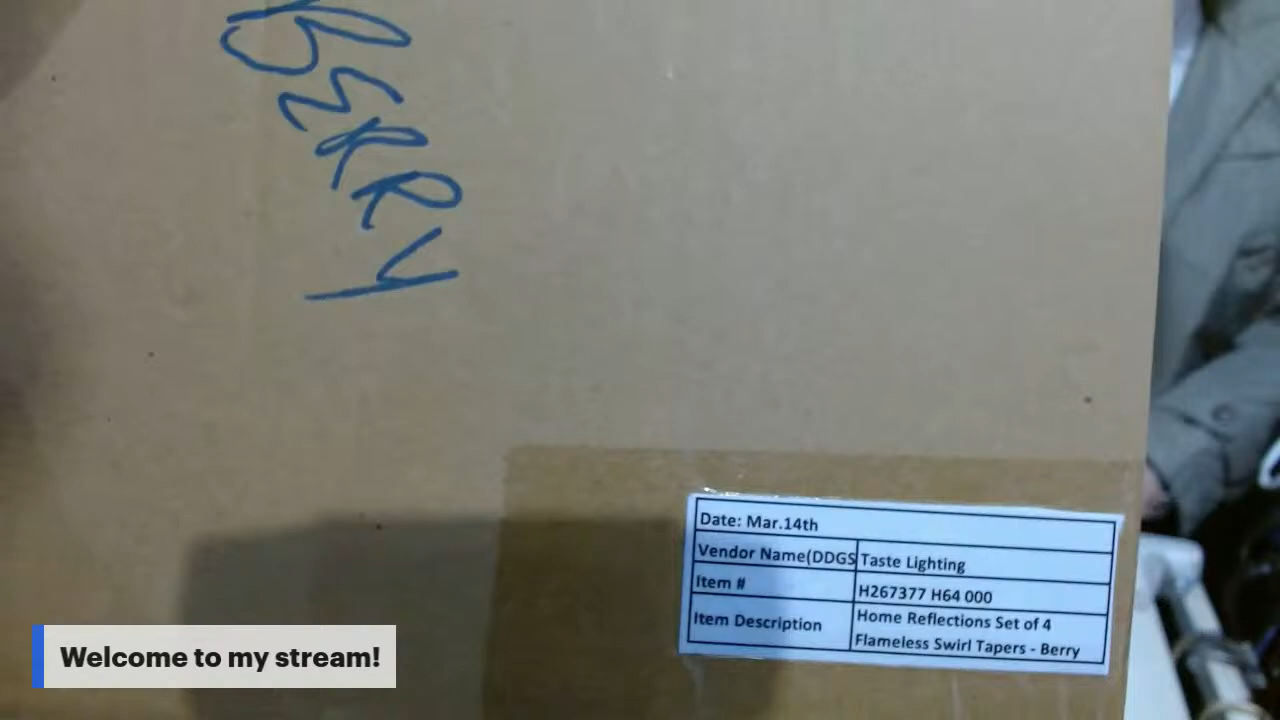 BERRY
Date: Mar.14th
Vendor Name(DDGS Taste Lighting
Item # H267377 H64 000
Item Description Home Reflections Set of 4
Flameless Swirl Tapers - Berry
Welcome to my stream!